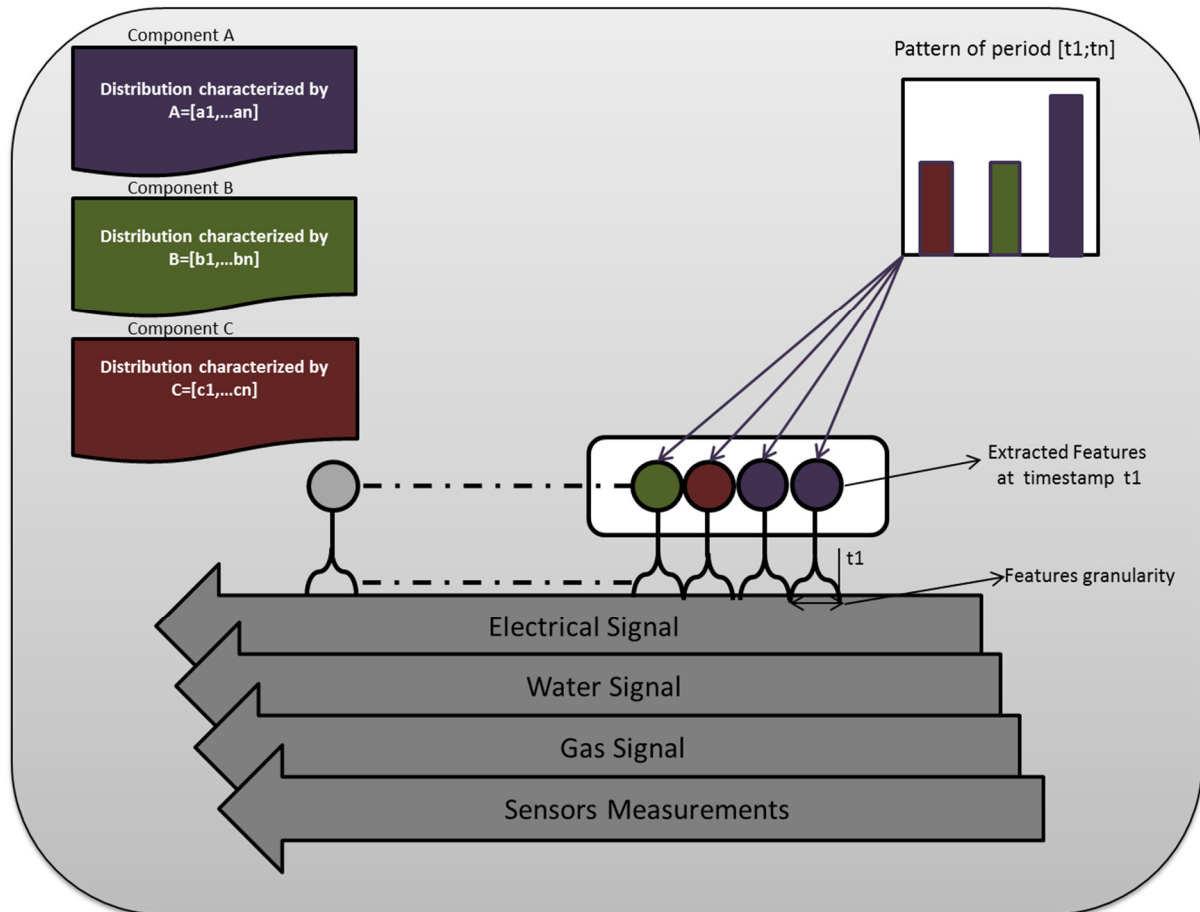 Component A
Distribution characterized by
A=[a1,...an]
Component B
Distribution characterized by
B=[b1,...bn]
Component C
Distribution characterized by
C=[c1,...cn]
Pattern of period [t1;tn]
Extracted Features
at timestamp t1
t1
Features granularity
Electrical Signal
Water Signal
Gas Signal
Sensors Measurements